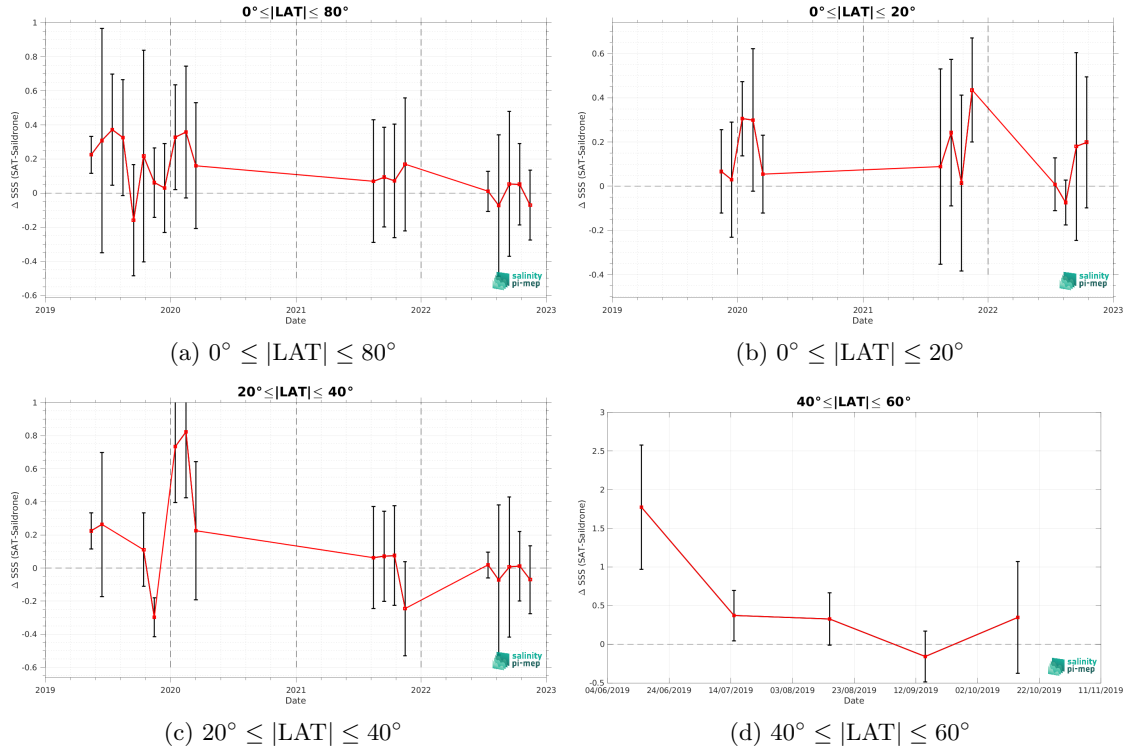 0°≤|LAT|≤ 80°
Δ SSS (SAT-Saildrone)
1
0.8
0.6
0.4
0.2
0
-0.2
-0.4
-0.6
2019 2020 2021 2022 2023
Date
salinity
pi-mep
(a) 0° ≤ |LAT| ≤ 80°
0°≤|LAT|≤ 20°
Δ SSS (SAT-Saildrone)
0.6
0.4
0.2
0
-0.2
-0.4
2019 2020 2021 2022 2023
Date
salinity
pi-mep
(b) 0° ≤ |LAT| ≤ 20°
20°≤|LAT|≤ 40°
Δ SSS (SAT-Saildrone)
1
0.8
0.6
0.4
0.2
0
-0.2
-0.4
-0.6
2019 2020 2021 2022 2023
Date
salinity
pi-mep
(c) 20° ≤ |LAT| ≤ 40°
40°≤|LAT|≤ 60°
Δ SSS (SAT-Saildrone)
3
2.5
2
1.5
1
0.5
0
-0.5
04/06/2019 24/06/2019 14/07/2019 03/08/2019 23/08/2019 12/09/2019 02/10/2019 22/10/2019 11/11/2019
Date
salinity
pi-mep
(d) 40° ≤ |LAT| ≤ 60°